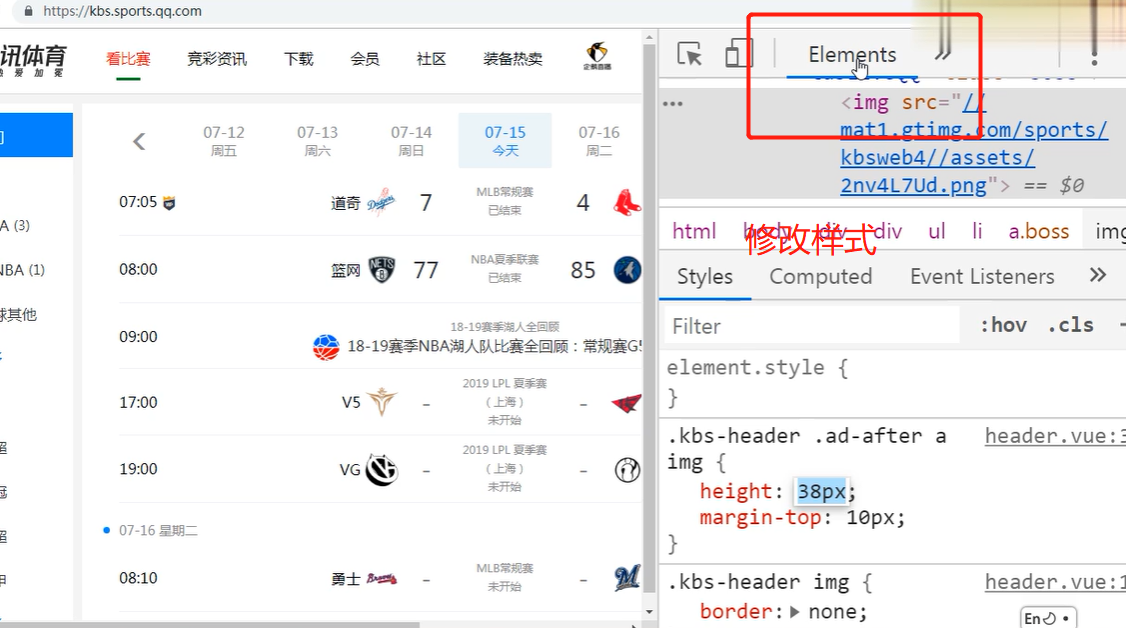 https://kbs.sports.qq.com
讯体育
看比赛 竞彩资讯 下载 会员 社区 装备热卖 企鹅直播
热爱加冕
07-12 07-13 07-14 07-15 07-16
周五 周六 周日 今天 周二
07:05 道奇 7 MLB常规赛 已结束 4
A (3)
08:00 篮网 77 NBA夏季联赛 已结束 85
NBA (1)
球其他
09:00 18-19赛季湖人全回顾
18-19赛季NBA湖人队比赛全回顾：常规赛G5
17:00 V5 - 2019 LPL 夏季赛 （上海） 未开始 -
19:00 VG - 2019 LPL 夏季赛 （上海） 未开始 -
07-16 星期二
08:10 勇士 - MLB常规赛 未开始 -
Elements »
<img src="//
mat1.gtimg.com/sports/
kbsweb4//assets/
2nv4L7Ud.png"> == $0
html body div div ul li a.boss img
修改样式
Styles Computed Event Listeners »
Filter :hov .cls
element.style {
}
.kbs-header .ad-after a header.vue:3
img {
height: 38px;
margin-top: 10px;
}
.kbs-header img { header.vue:1
border: none;
En